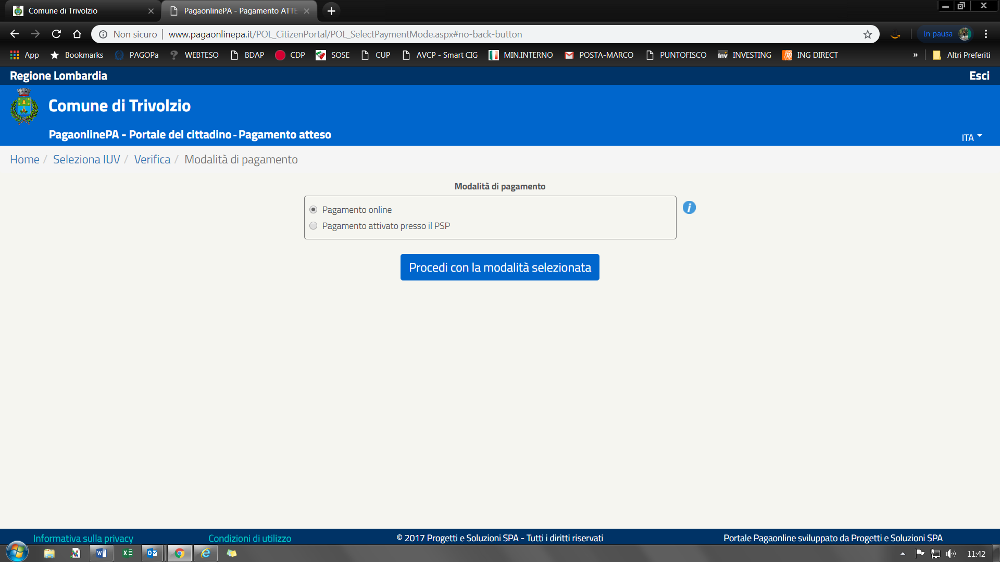 Comune di Trivolzio
PagaonlinePA - Pagamento ATTE
Non sicuro | www.pagaonlinepa.it/POL_CitizenPortal/POL_SelectPaymentMode.aspx#no-back-button
In pausa
App Bookmarks PAGOPa WEBTESO BDAP CDP SOSE CUP AVCP - Smart CIG MIN.INTERNO POSTA-MARCO PUNTOFISCO INVESTING ING DIRECT » Altri Preferiti
Regione Lombardia
Esci
Comune di Trivolzio
PagaonlinePA - Portale del cittadino - Pagamento atteso
ITA
Home / Seleziona IUV / Verifica / Modalità di pagamento
Modalità di pagamento
Pagamento online
Pagamento attivato presso il PSP
Procedi con la modalità selezionata
Informativa sulla privacy
Condizioni di utilizzo
© 2017 Progetti e Soluzioni SPA - Tutti i diritti riservati
Portale Pagaonline sviluppato da Progetti e Soluzioni SPA
11:42